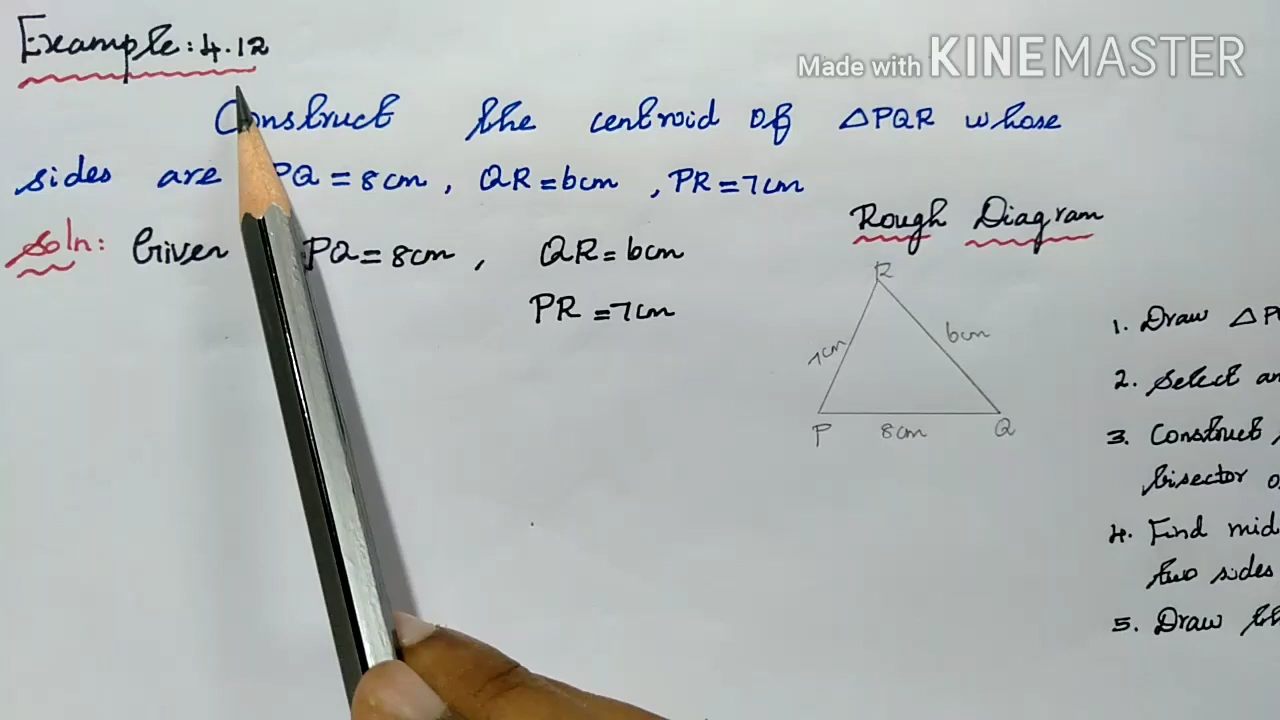 Example: 4.12
Made with KINEMASTER
Construct the centroid of △PQR whose
sides are PQ = 8cm, QR = 6cm, PR = 7cm
Soln: Given PQ = 8cm, QR = 6cm
PR = 7cm
Rough Diagram
R
7cm
6cm
P
8cm
Q
1. Draw △P
2. Select an
3. Construct
bisector o
4. Find mid
two sides
5. Draw